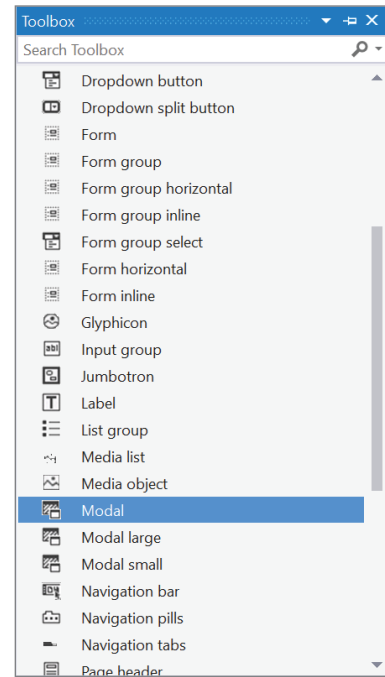 Toolbox
Search Toolbox
Dropdown button
Dropdown split button
Form
Form group
Form group horizontal
Form group inline
Form group select
Form horizontal
Form inline
Glyphicon
Input group
Jumbotron
Label
List group
Media list
Media object
Modal
Modal large
Modal small
Navigation bar
Navigation pills
Navigation tabs
Page header